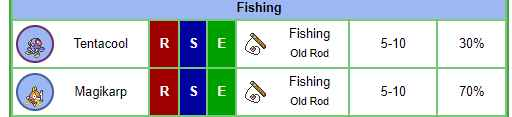 Fishing
Tentacool R S E Fishing Old Rod 5-10 30%
Magikarp R S E Fishing Old Rod 5-10 70%